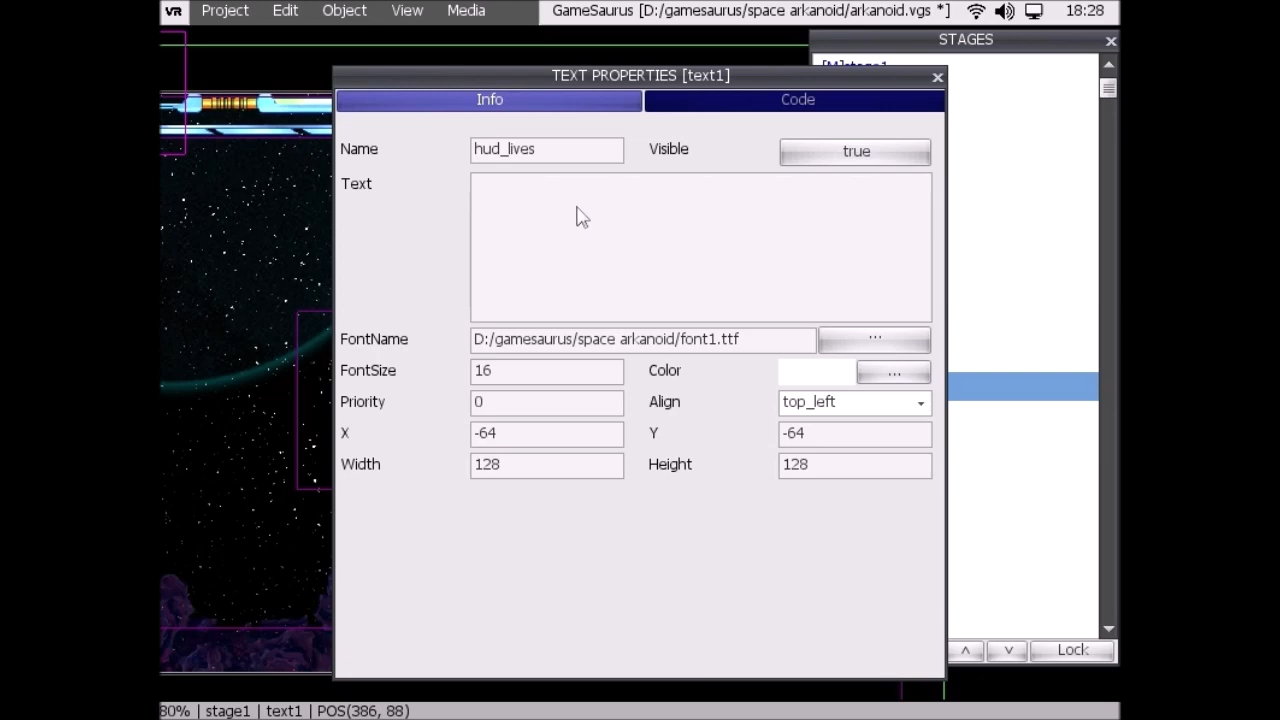 VR Project Edit Object View Media GameSaurus [D:/gamesaurus/space arkanoid/arkanoid.vgs *] 18:28
STAGES x
[M]stage1
TEXT PROPERTIES [text1] x
Info Code
Name hud_lives Visible true
Text
FontName D:/gamesaurus/space arkanoid/font1.ttf ...
FontSize 16 Color ...
Priority 0 Align top_left
X -64 Y -64
Width 128 Height 128
Lock
80% | stage1 | text1 | POS(386, 88)